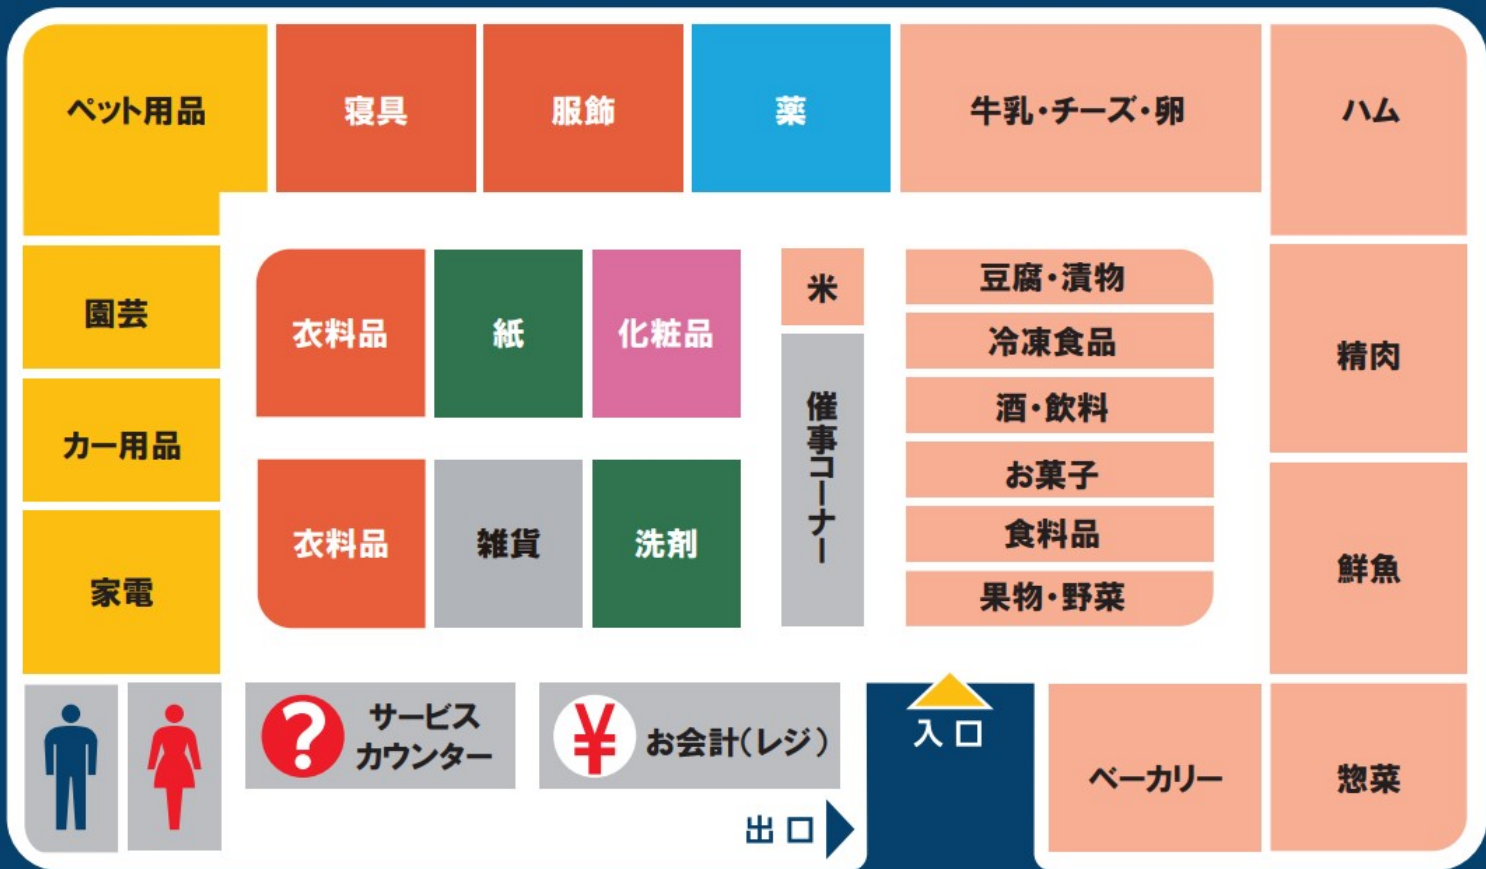 ペット用品
寝具
服飾
薬
牛乳・チーズ・卵
ハム
園芸
カー用品
家電
衣料品
紙
化粧品
衣料品
雑貨
洗剤
米
催事コーナー
豆腐・漬物
冷凍食品
酒・飲料
お菓子
食料品
果物・野菜
精肉
鮮魚
?
サービス
カウンター
¥
お会計(レジ)
入口
出口
ベーカリー
惣菜